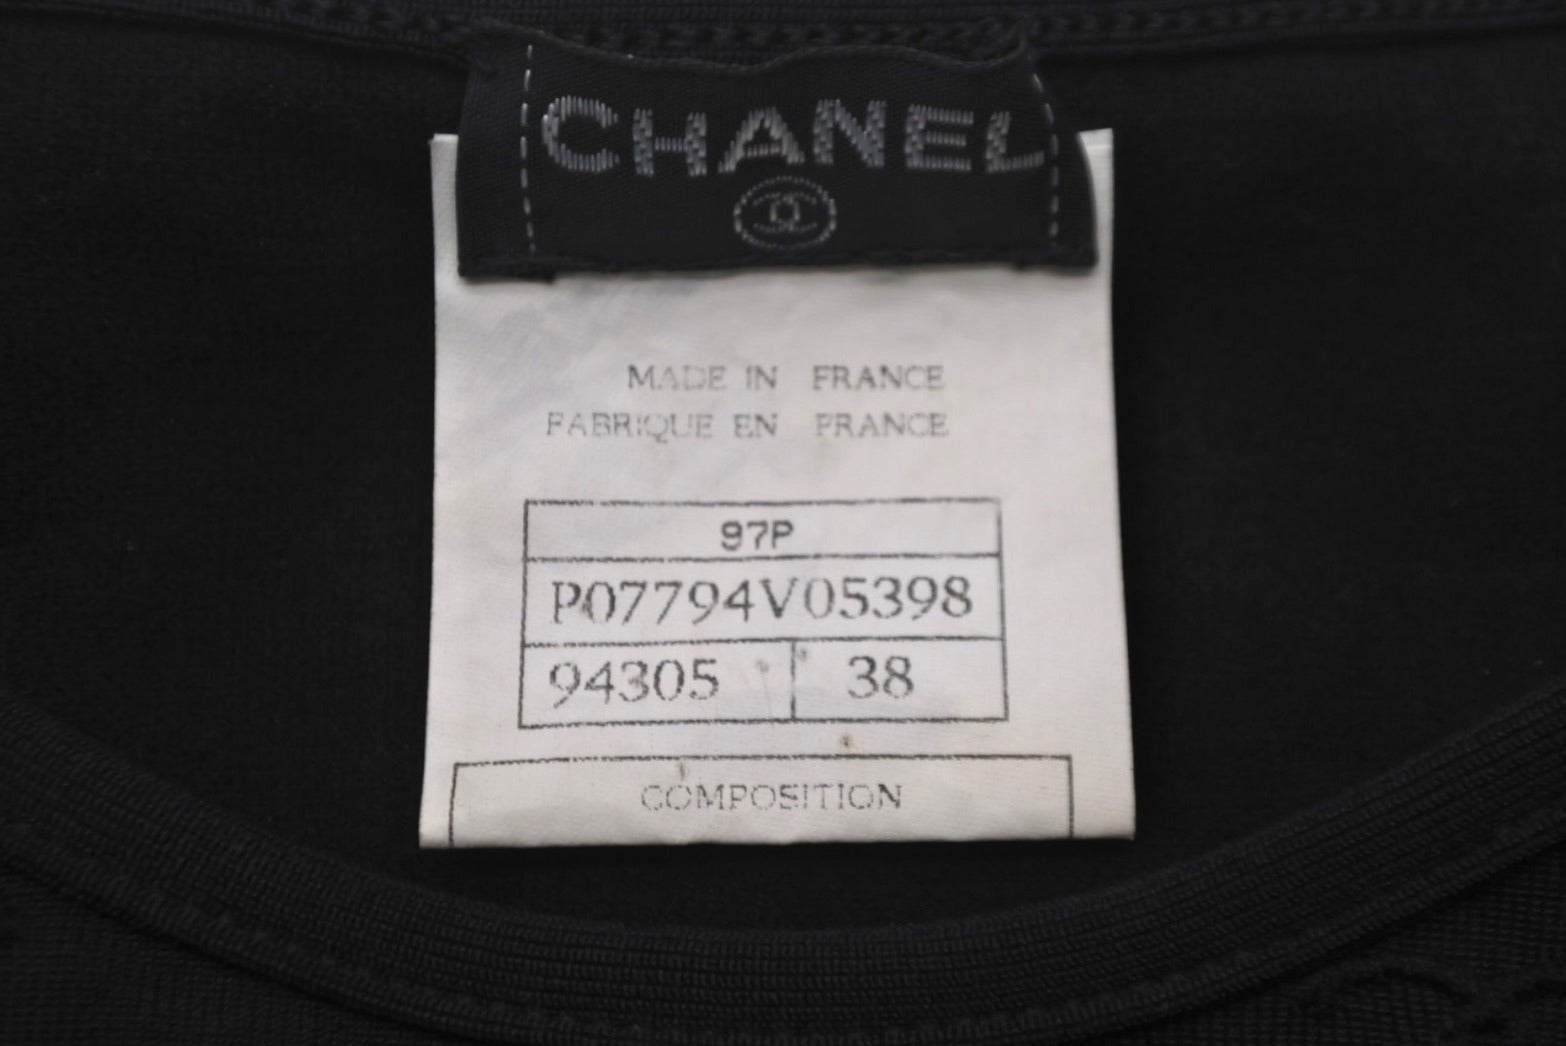 CHANEL
MADE IN FRANCE
FABRIQUE EN FRANCE
97P
P07794V05398
94305 38
COMPOSITION